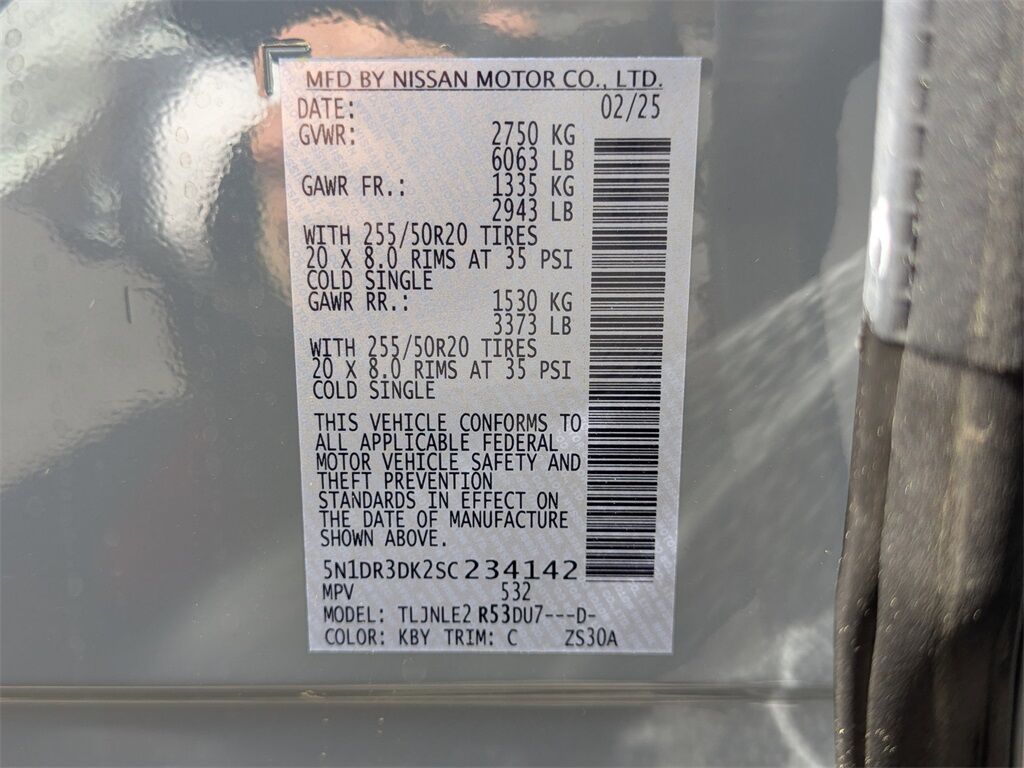 MFD BY NISSAN MOTOR CO., LTD.
DATE: 02/25
GVWR: 2750 KG
6063 LB
GAWR FR.: 1335 KG
2943 LB
WITH 255/50R20 TIRES
20 X 8.0 RIMS AT 35 PSI
COLD SINGLE
GAWR RR.: 1530 KG
3373 LB
WITH 255/50R20 TIRES
20 X 8.0 RIMS AT 35 PSI
COLD SINGLE
THIS VEHICLE CONFORMS TO
ALL APPLICABLE FEDERAL
MOTOR VEHICLE SAFETY AND
THEFT PREVENTION
STANDARDS IN EFFECT ON
THE DATE OF MANUFACTURE
SHOWN ABOVE.
5N1DR3DK2SC234142
MPV 532
MODEL: TLJNLE2 R53DU7---D-
COLOR: KBY TRIM: C ZS30A